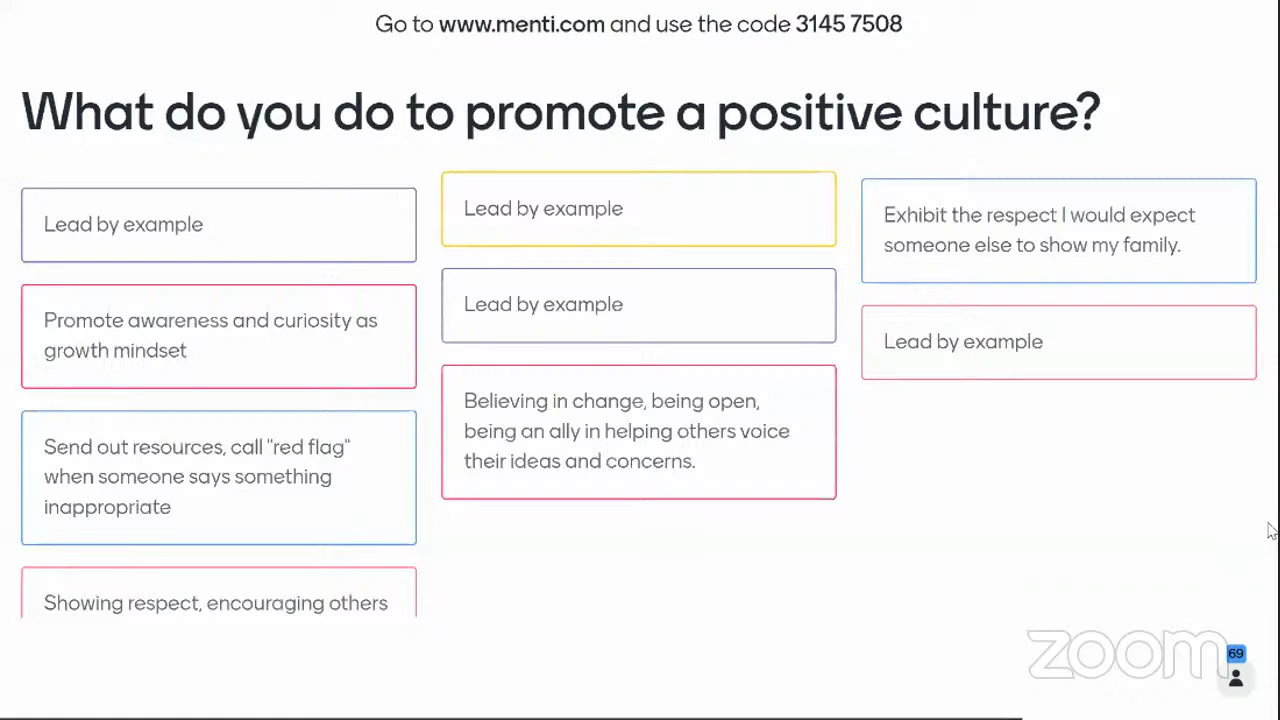 Go to www.menti.com and use the code 3145 7508
What do you do to promote a positive culture?
Lead by example
Promote awareness and curiosity as
growth mindset
Send out resources, call "red flag"
when someone says something
inappropriate
Showing respect, encouraging others
Lead by example
Lead by example
Believing in change, being open,
being an ally in helping others voice
their ideas and concerns.
Exhibit the respect I would expect
someone else to show my family.
Lead by example
zoom
69